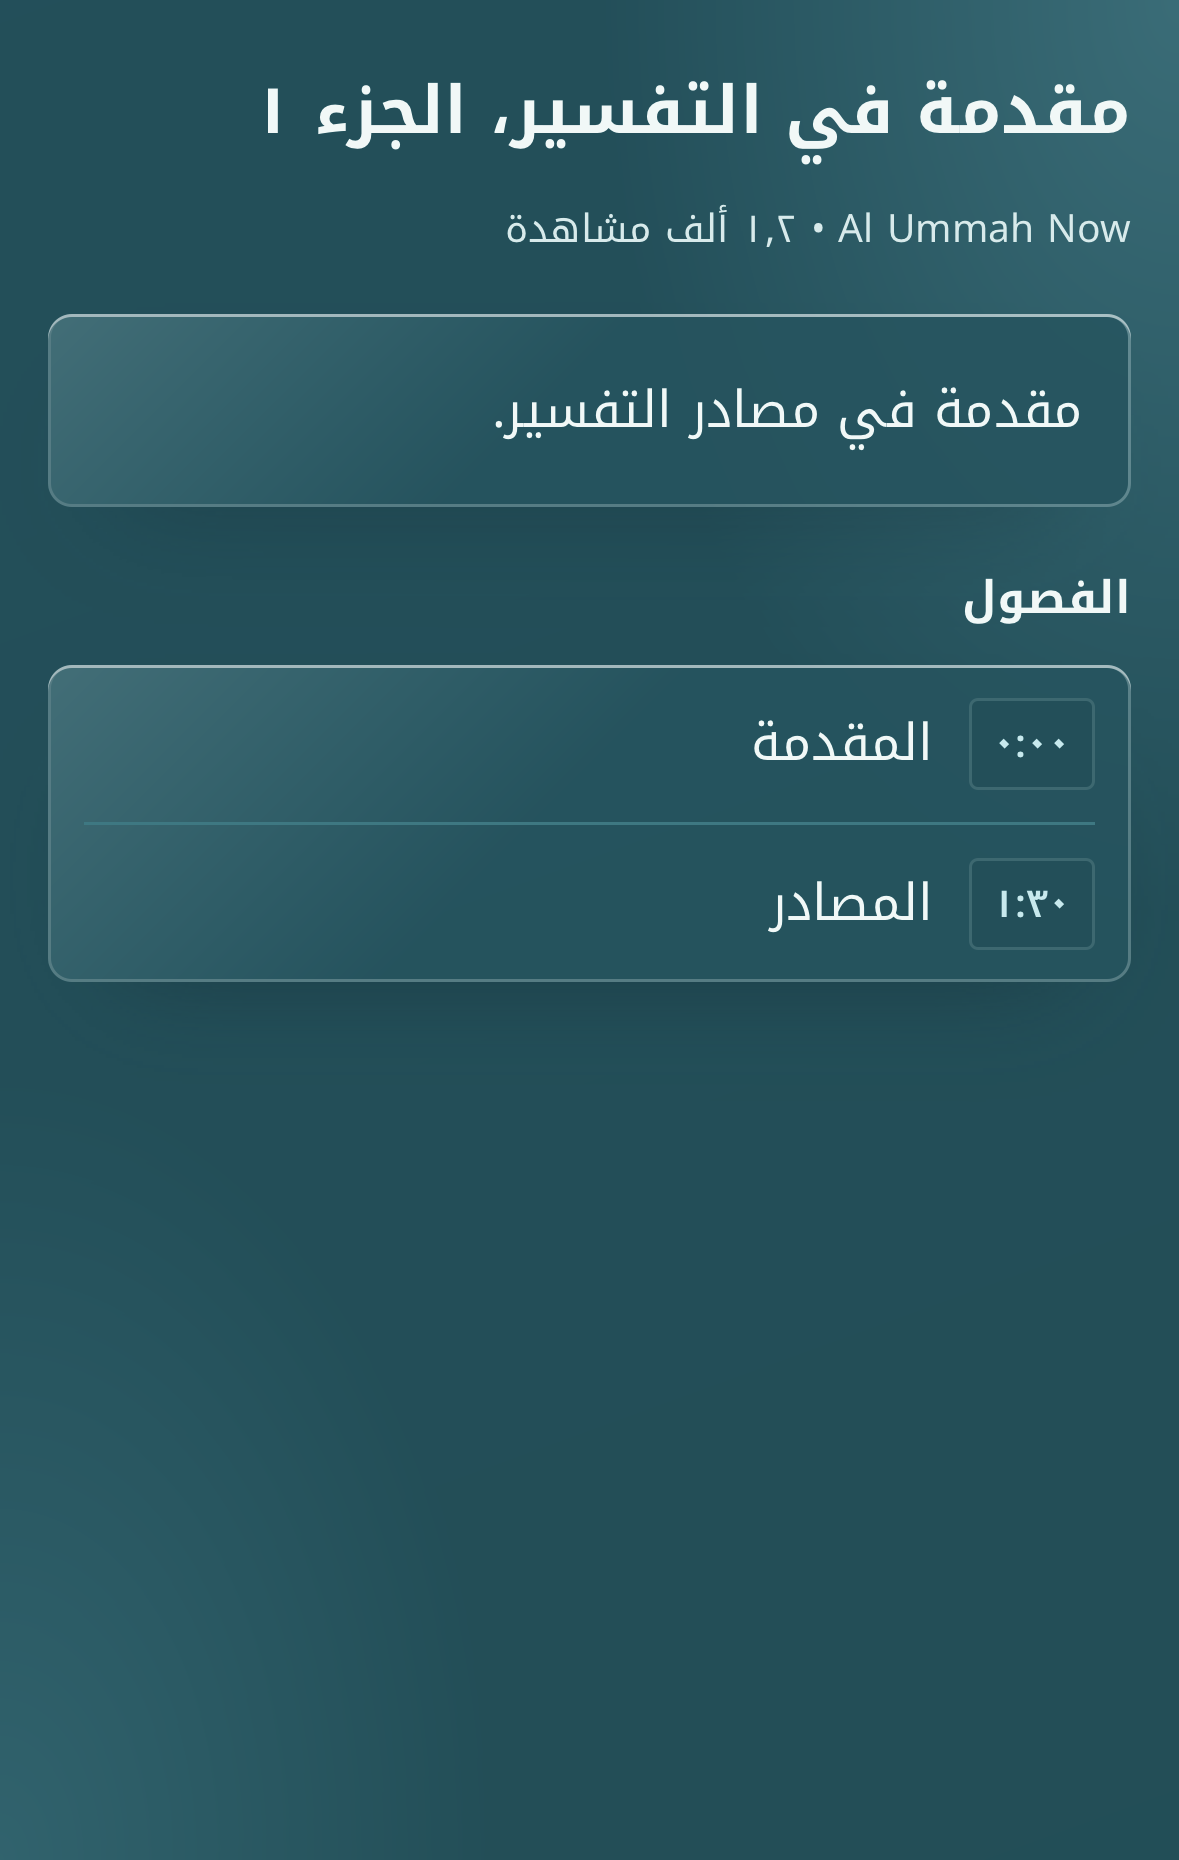 مقدمة في التفسير، الجزء ١
Al Ummah Now • ١٫٢ ألف مشاهدة
مقدمة في مصادر التفسير.
الفصول
٠:٠٠ المقدمة
١:٣٠ المصادر